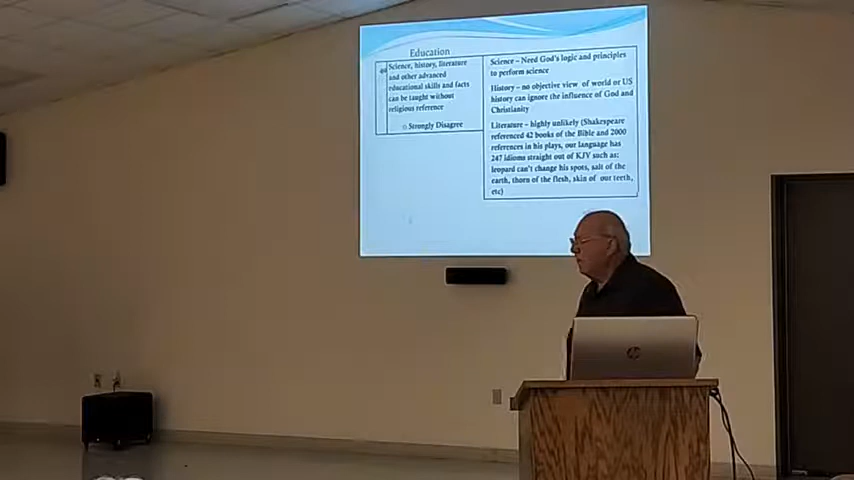 Education
49
Science, history, literature
and other advanced
educational skills and facts
can be taught without
religious reference
○ Strongly Disagree
Science – Need God's logic and principles
to perform science
History – no objective view of world or US
history can ignore the influence of God and
Christianity
Literature – highly unlikely (Shakespeare
referenced 42 books of the Bible and 2000
references in his plays, our language has
247 idioms straight out of KJV such as:
leopard can't change his spots, salt of the
earth, thorn of the flesh, skin of our teeth,
etc)
hp